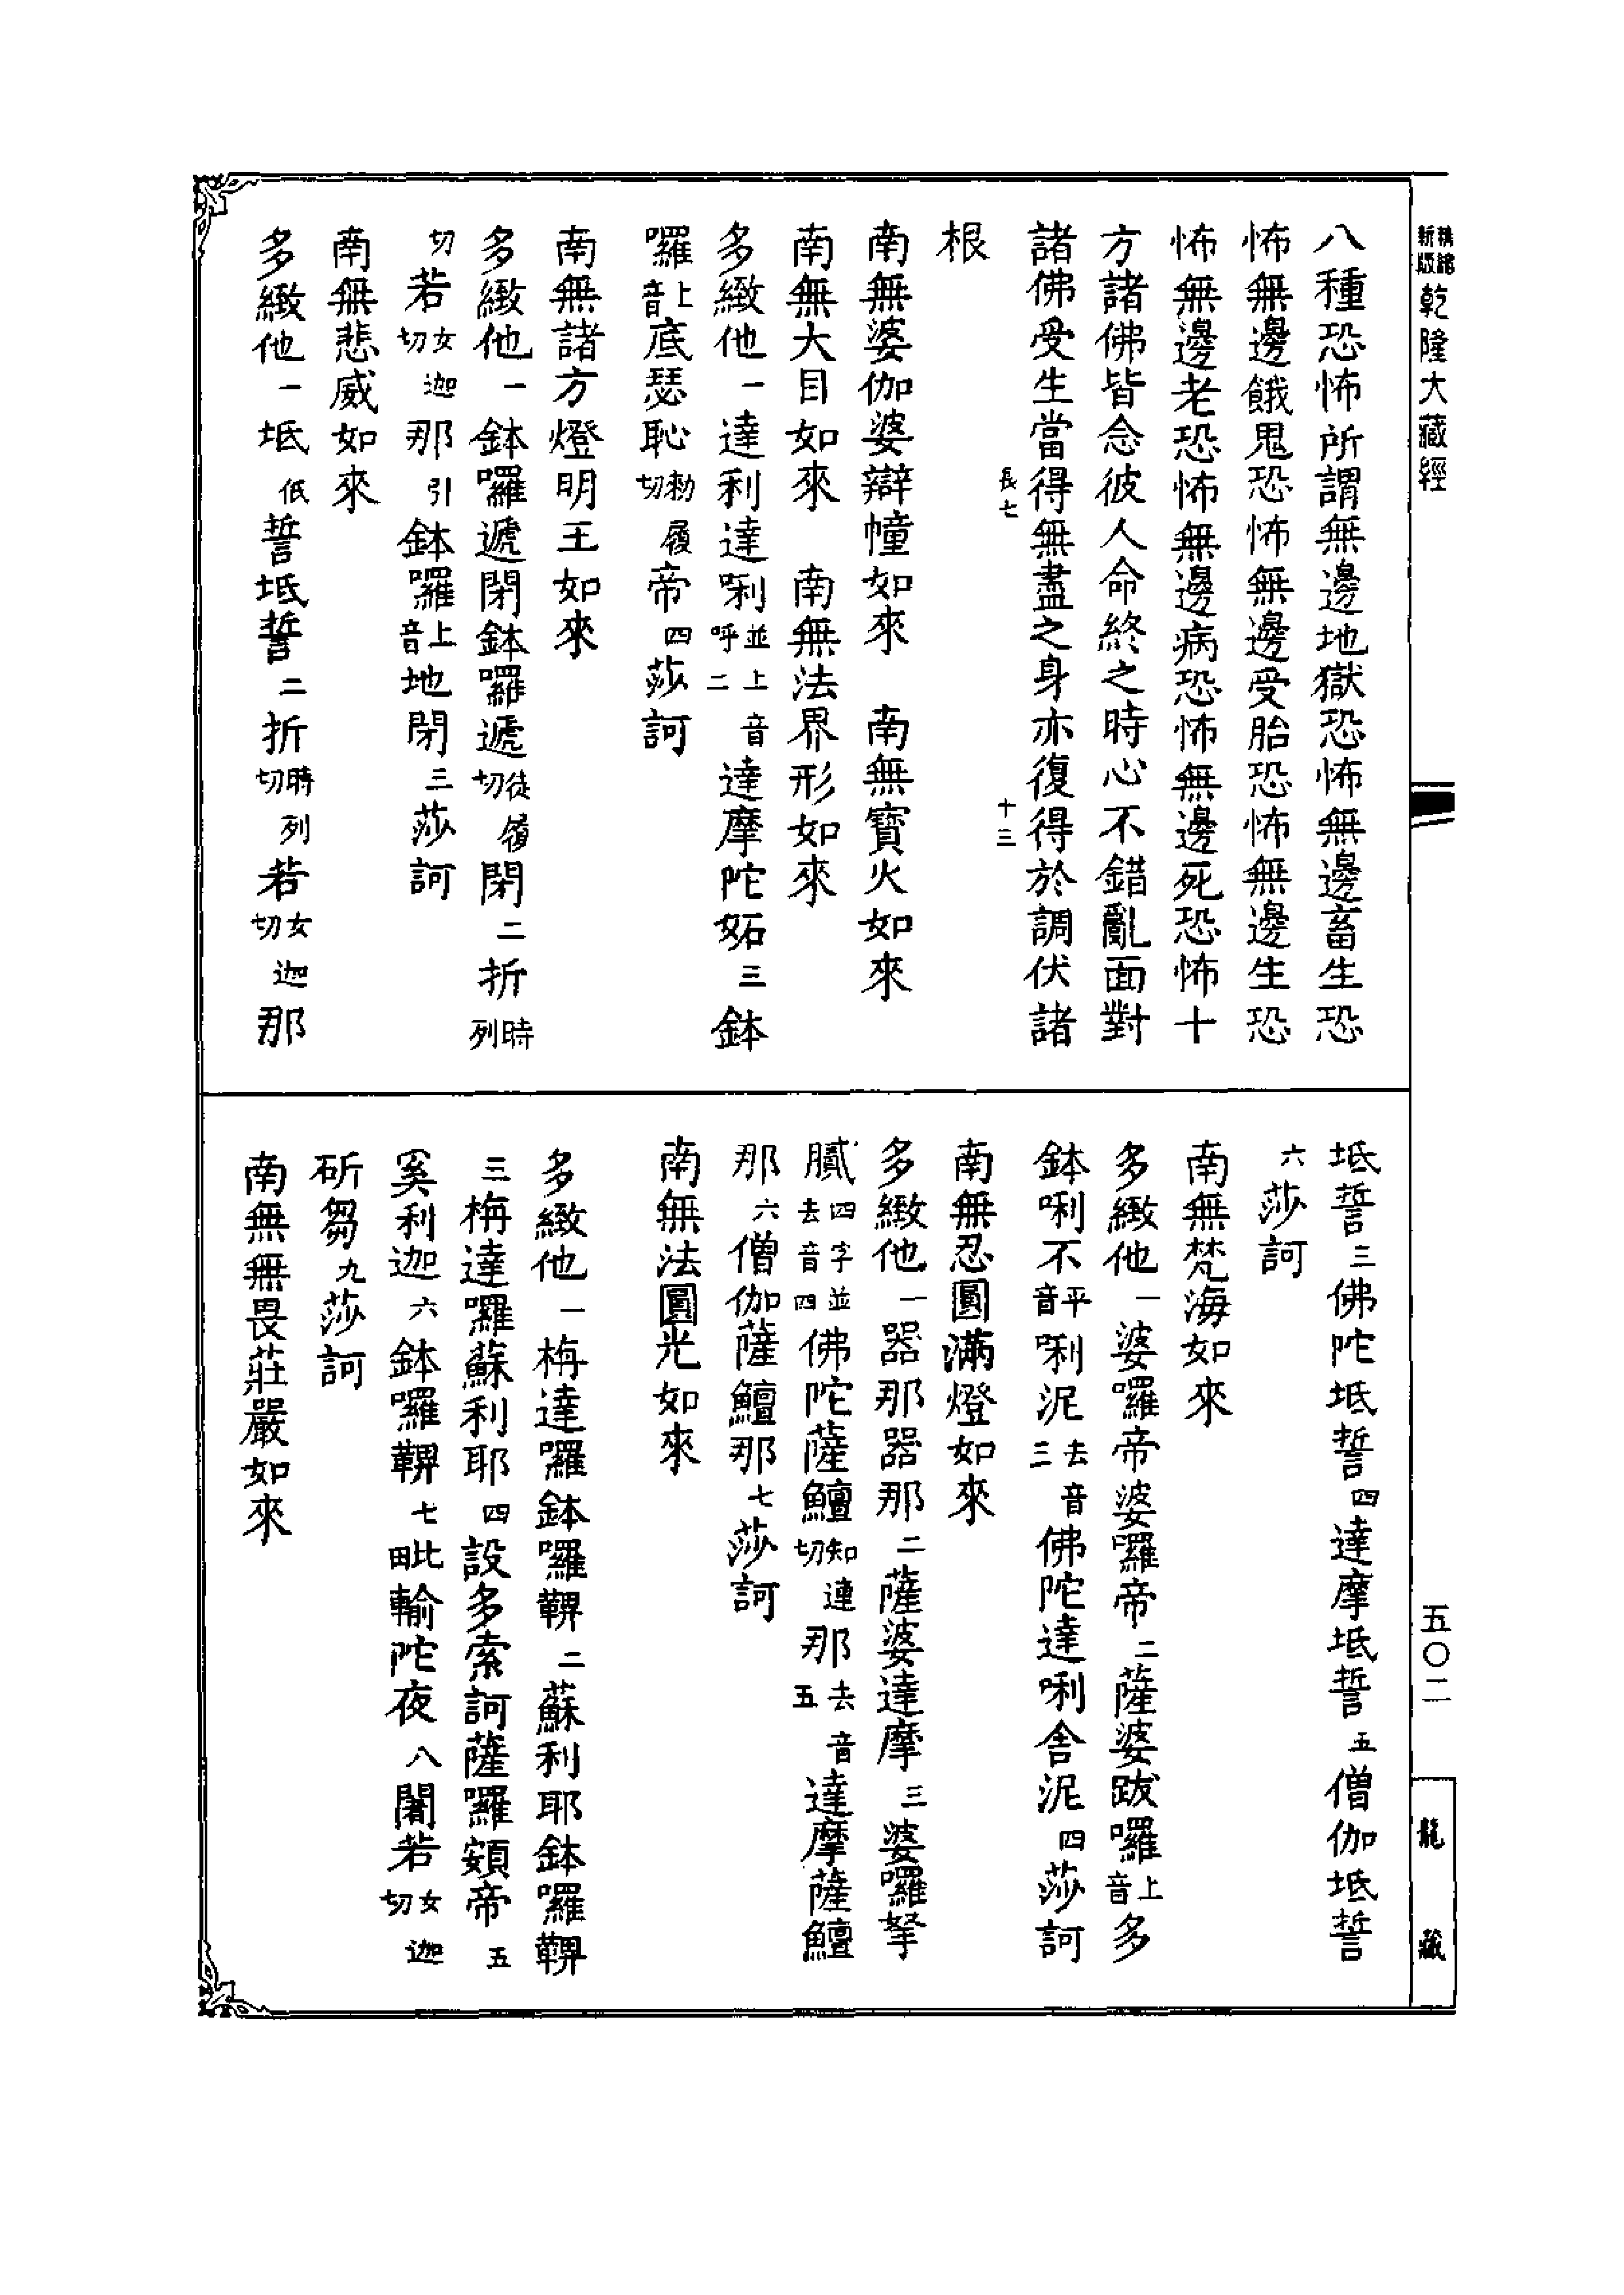 新版
精縮
乾隆大藏經
五〇二
龍藏
八種恐怖所謂無邊地獄恐怖無邊畜生恐
怖無邊餓鬼恐怖無邊受胎恐怖無邊生恐
怖無邊老恐怖無邊病恐怖無邊死恐怖十
方諸佛皆念彼人命終之時心不錯亂面對
諸佛受生當得無盡之身亦復得於調伏諸
長七 十三
根
南無婆伽婆辯幢如來 南無寶火如來
南無大目如來 南無法界形如來
多緻他一達利達唎並上音呼二達摩陀妬三鉢
囉上音底瑟恥勑履切帝四莎訶
南無諸方燈明王如來
多緻他一鉢囉遞閉鉢囉遞徒履切閉二折時列
切若女迦切那引鉢囉上音地閉三莎訶
南無悲威如來
多緻他一坻低誓坻誓二折時列切若女迦切那
坻誓三佛陀坻誓四達摩坻誓五僧伽坻誓
六莎訶
南無梵海如來
多緻他一婆囉帝婆囉帝二薩婆跋囉上音多
鉢唎不平音唎泥去音三佛陀達唎舍泥四莎訶
南無忍圓滿燈如來
多緻他一器那器那二薩婆達摩三婆囉拏
膩四字並去音四佛陀薩鱣知連切那去音五達摩薩鱣
那六僧伽薩鱣那七莎訶
南無法圓光如來
多緻他一栴達囉鉢囉鞞二蘇利耶鉢囉鞞
三栴達囉蘇利耶四設多索訶薩囉頞帝五
奚利迦六鉢囉鞞七毗輸陀夜八闍若女迦切
斫芻九莎訶
南無無畏莊嚴如來